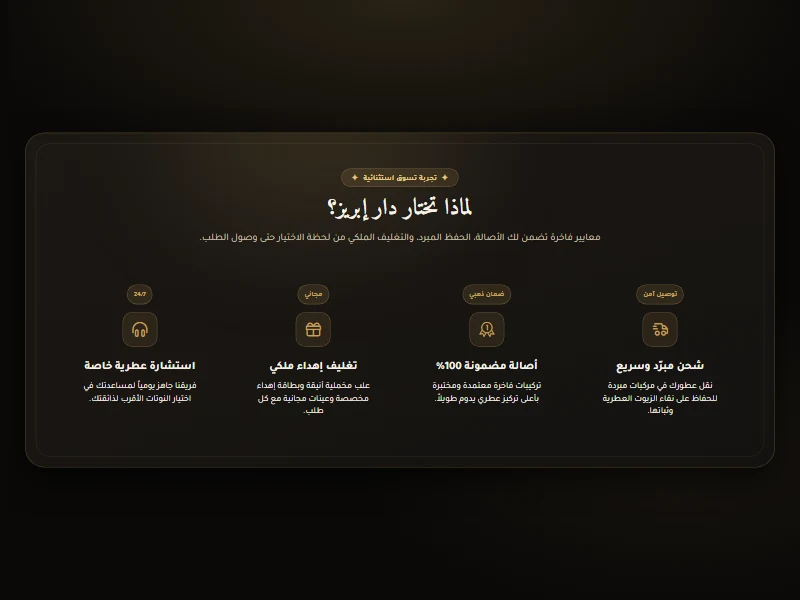 ✦ تجربة تسوق استثنائية ✦
لماذا تختار دار إبريز؟
معايير فاخرة تضمن لك الأصالة، الحفظ المبرد، والتغليف الملكي من لحظة الاختيار حتى وصول الطلب.
توصيل آمن
شحن مبرّد وسريع
نقل عطورك في مركبات مبردة
للحفاظ على نقاء الزيوت العطرية
وثباتها.
ضمان ذهبي
أصالة مضمونة 100%
تركيبات فاخرة معتمدة ومختبرة
بأعلى تركيز عطري يدوم طويلاً.
مجاني
تغليف إهداء ملكي
علب مخملية أنيقة وبطاقة إهداء
مخصصة وعينات مجانية مع كل
طلب.
24/7
استشارة عطرية خاصة
فريقنا جاهز يومياً لمساعدتك في
اختيار النوتات الأقرب لذائقتك.